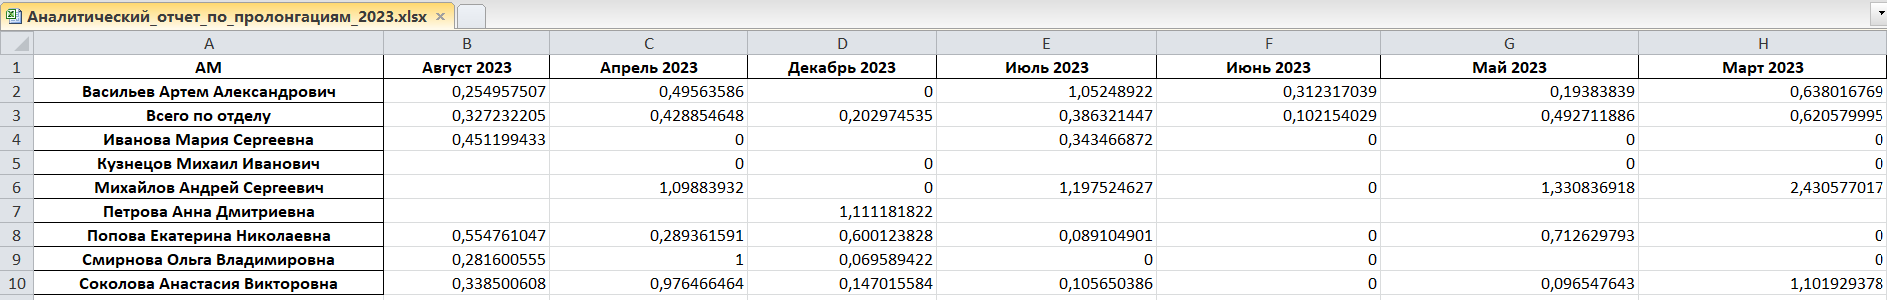 Аналитический_отчет_по_пролонгациям_2023.xlsx
A B C D E F G H
1 АМ Август 2023 Апрель 2023 Декабрь 2023 Июль 2023 Июнь 2023 Май 2023 Март 2023
2 Васильев Артем Александрович 0,254957507 0,49563586 0 1,05248922 0,312317039 0,19383839 0,638016769
3 Всего по отделу 0,327232205 0,428854648 0,202974535 0,386321447 0,102154029 0,492711886 0,620579995
4 Иванова Мария Сергеевна 0,451199433 0 0,343466872 0 0 0
5 Кузнецов Михаил Иванович 0 0 0 0
6 Михайлов Андрей Сергеевич 1,09883932 0 1,197524627 0 1,330836918 2,430577017
7 Петрова Анна Дмитриевна 1,111181822
8 Попова Екатерина Николаевна 0,554761047 0,289361591 0,600123828 0,089104901 0 0,712629793 0
9 Смирнова Ольга Владимировна 0,281600555 1 0,069589422 0 0 0
10 Соколова Анастасия Викторовна 0,338500608 0,976466464 0,147015584 0,105650386 0 0,096547643 1,101929378